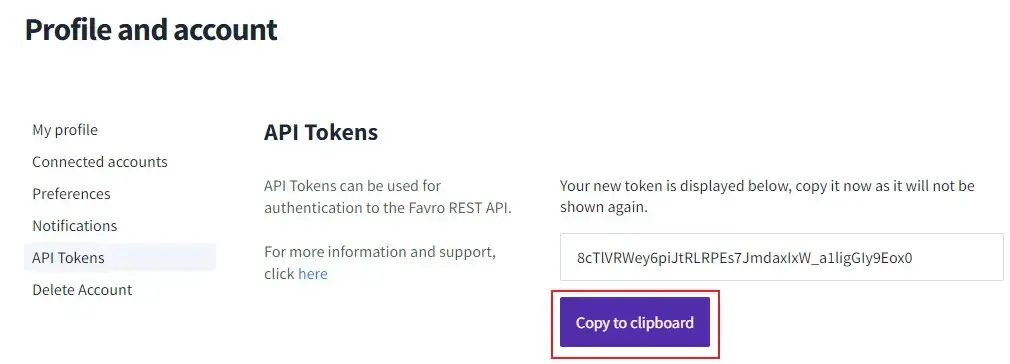 Profile and account
My profile
Connected accounts
Preferences
Notifications
API Tokens
Delete Account
API Tokens
API Tokens can be used for
authentication to the Favro REST API.
For more information and support,
click here
Your new token is displayed below, copy it now as it will not be
shown again.
8cTlVRWey6piJtRLRPEs7JmdaxIxW_a1ligGIy9Eox0
Copy to clipboard